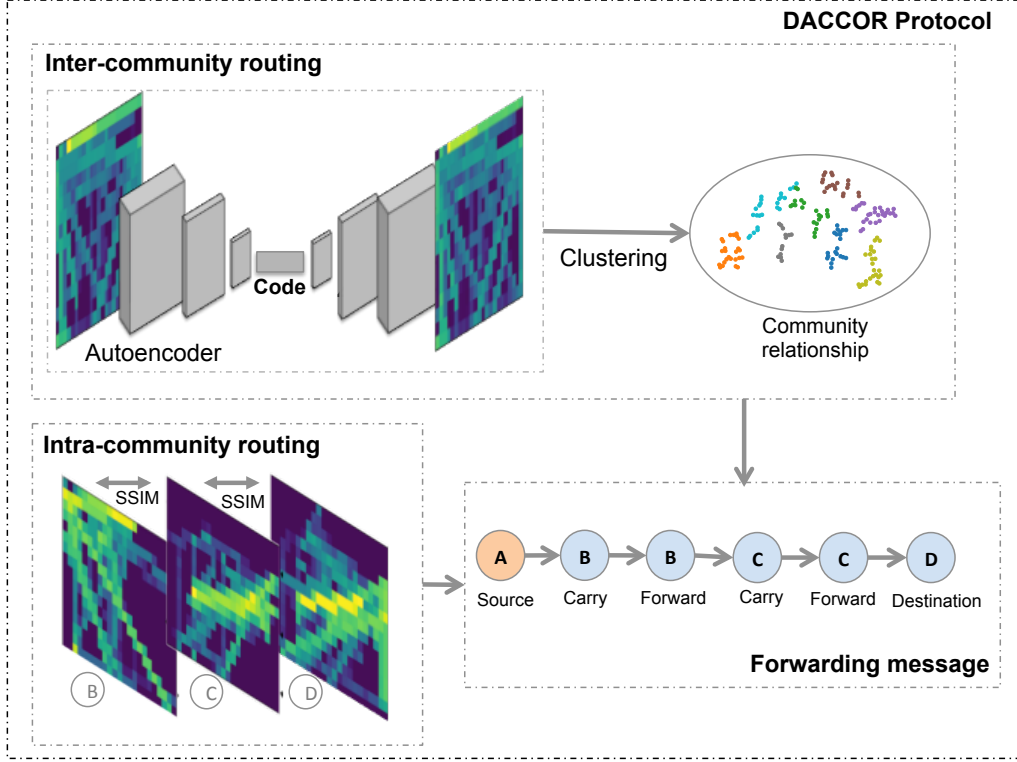 DACCOR Protocol
Inter-community routing
Code
Autoencoder
Clustering
Community
relationship
Intra-community routing
SSIM SSIM
B C D
A B B C C D
Source Carry Forward Carry Forward Destination
Forwarding message